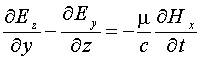 ∂E_z/∂y − ∂E_y/∂z = − μ/c ∂H_x/∂t